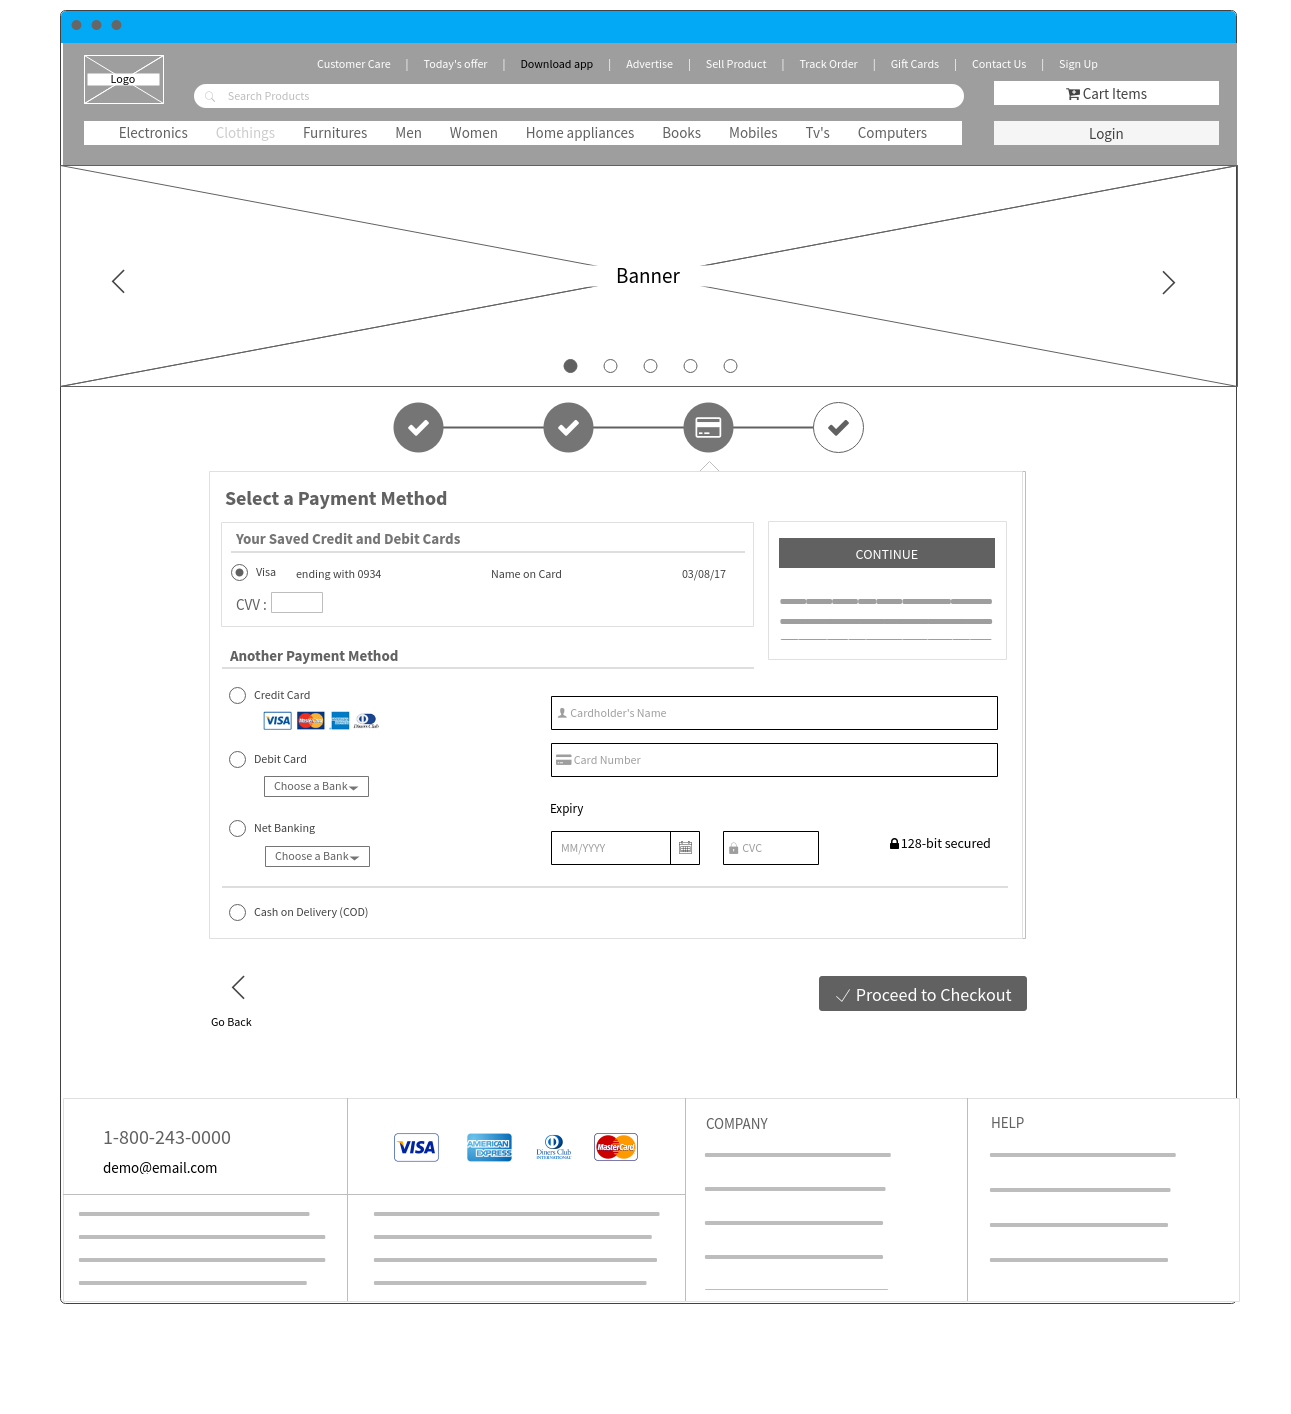 Logo
Customer Care | Today's offer | Download app | Advertise | Sell Product | Track Order | Gift Cards | Contact Us | Sign Up
Search Products
Cart Items
Electronics Clothings Furnitures Men Women Home appliances Books Mobiles Tv's Computers
Login
Banner
Select a Payment Method
Your Saved Credit and Debit Cards
CONTINUE
Visa ending with 0934 Name on Card 03/08/17
CVV :
Another Payment Method
Credit Card
VISA MasterCard Diners Club
Cardholder's Name
Debit Card
Card Number
Choose a Bank
Expiry
Net Banking
MM/YYYY
CVC
128-bit secured
Choose a Bank
Cash on Delivery (COD)
Go Back
Proceed to Checkout
1-800-243-0000
demo@email.com
VISA
AMERICAN EXPRESS
Diners Club
INTERNATIONAL
MasterCard
COMPANY
HELP